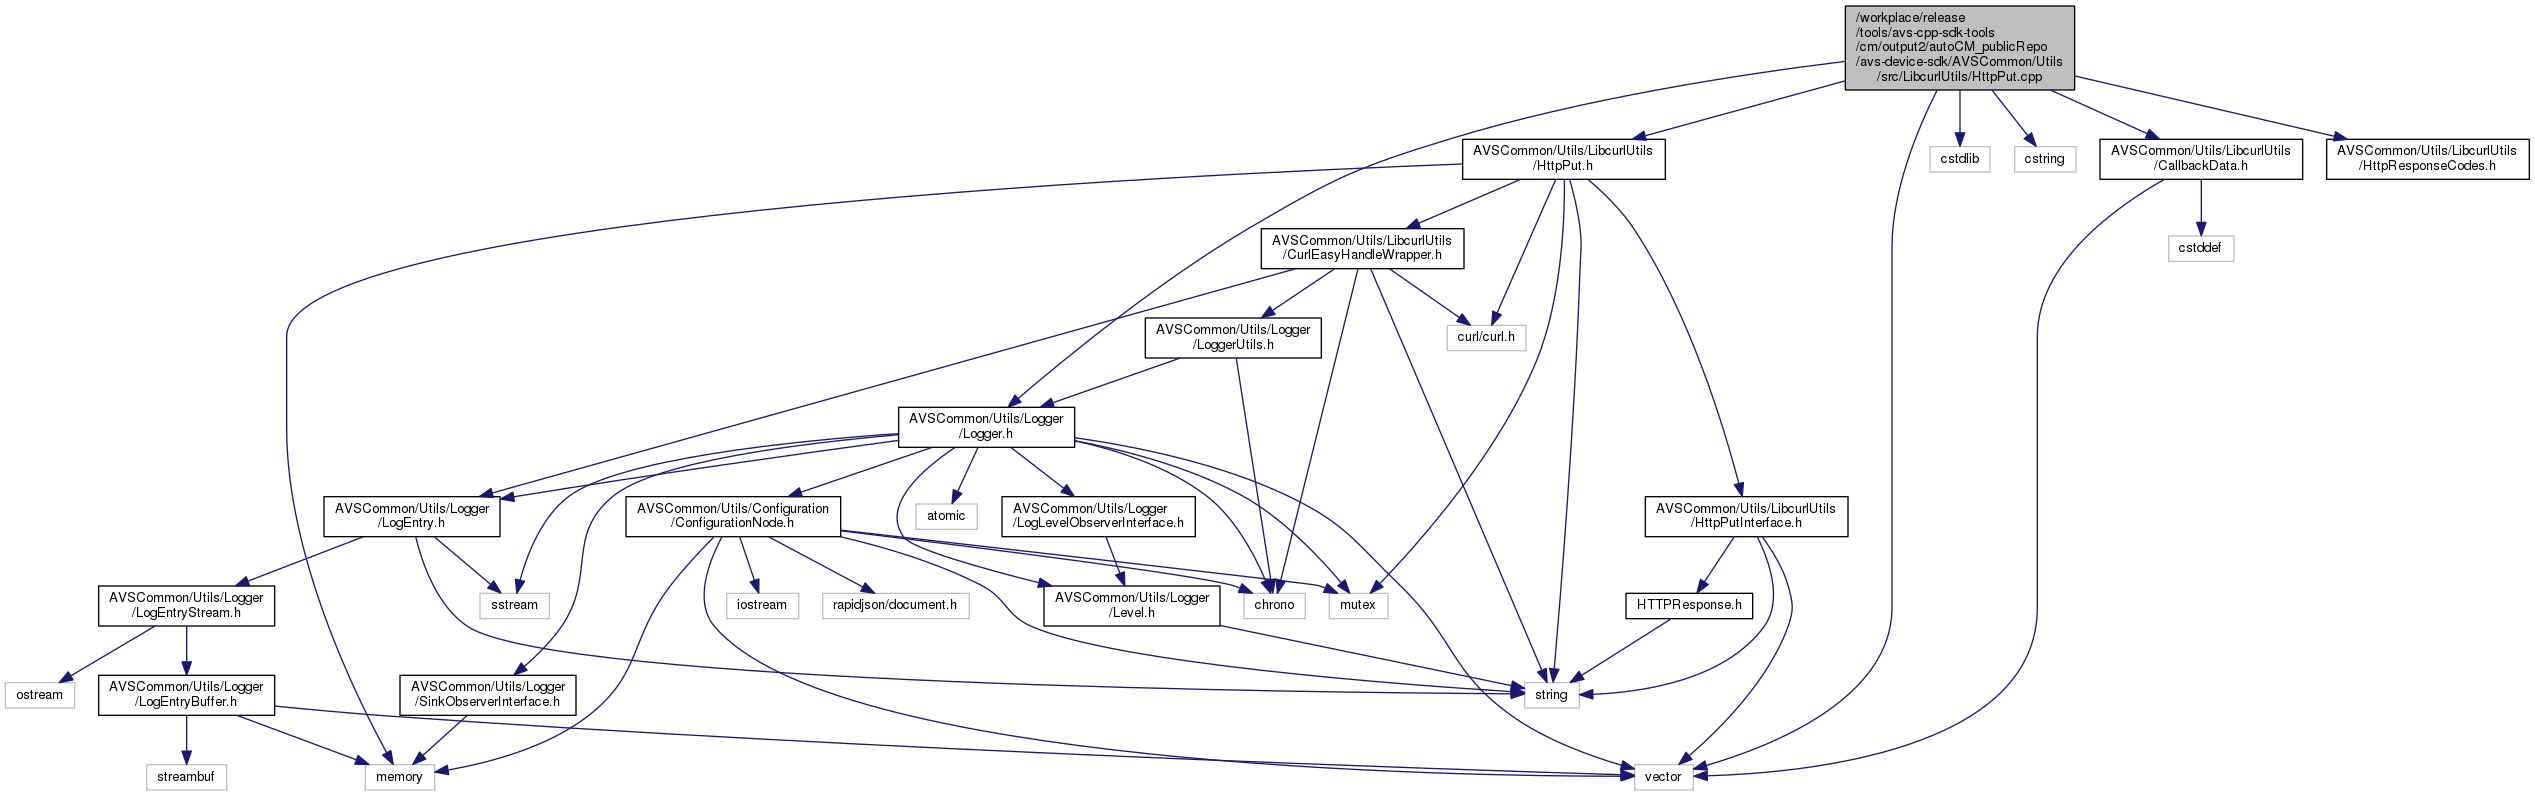 /workplace/release
/tools/avs-cpp-sdk-tools
/cm/output2/autoCM_publicRepo
/avs-device-sdk/AVSCommon/Utils
/src/LibcurlUtils/HttpPut.cpp
AVSCommon/Utils/LibcurlUtils
/HttpPut.h
cstdlib
cstring
AVSCommon/Utils/LibcurlUtils
/CallbackData.h
AVSCommon/Utils/LibcurlUtils
/HttpResponseCodes.h
AVSCommon/Utils/LibcurlUtils
/CurlEasyHandleWrapper.h
cstddef
AVSCommon/Utils/Logger
/LoggerUtils.h
curl/curl.h
AVSCommon/Utils/Logger
/Logger.h
AVSCommon/Utils/Logger
/LogEntry.h
AVSCommon/Utils/Configuration
/ConfigurationNode.h
atomic
AVSCommon/Utils/Logger
/LogLevelObserverInterface.h
AVSCommon/Utils/LibcurlUtils
/HttpPutInterface.h
AVSCommon/Utils/Logger
/LogEntryStream.h
sstream
iostream
rapidjson/document.h
AVSCommon/Utils/Logger
/Level.h
chrono
mutex
HTTPResponse.h
ostream
AVSCommon/Utils/Logger
/LogEntryBuffer.h
AVSCommon/Utils/Logger
/SinkObserverInterface.h
string
streambuf
memory
vector